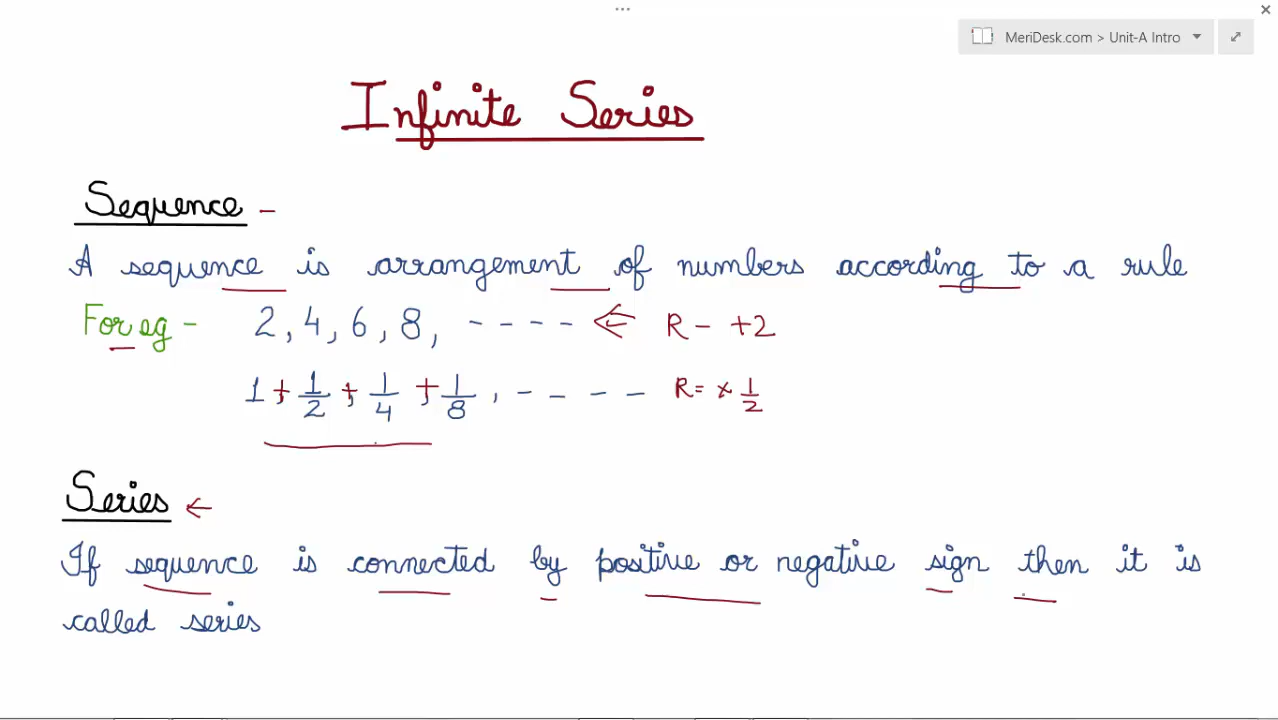 MeriDesk.com > Unit-A Intro
Infinite Series
Sequence -
A sequence is arrangement of numbers according to a rule
For eg - 2, 4, 6, 8, - - - - ← R - +2
1 + 1/2 + 1/4 + 1/8, - - - - R = × 1/2
Series ←
If sequence is connected by positive or negative sign then it is
called series